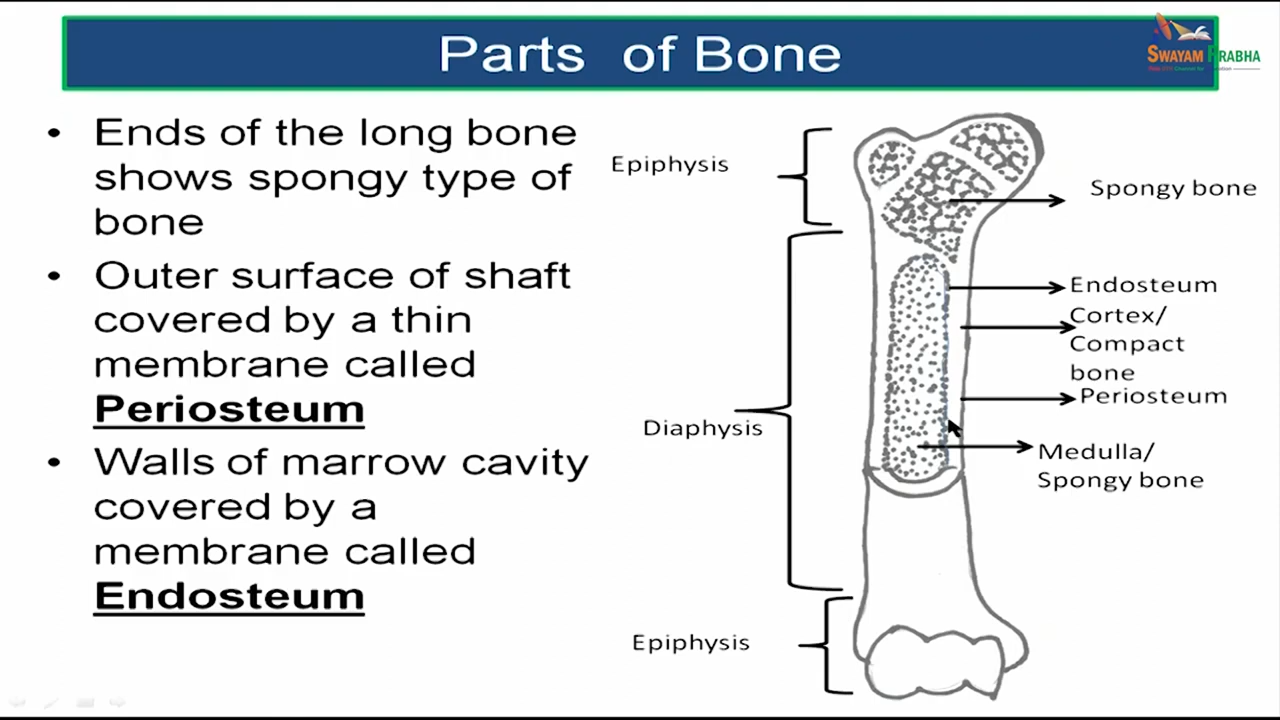 Parts of Bone
SWAYAM PRABHA
• Ends of the long bone
shows spongy type of
bone
• Outer surface of shaft
covered by a thin
membrane called
Periosteum
• Walls of marrow cavity
covered by a
membrane called
Endosteum
Epiphysis
Diaphysis
Epiphysis
Spongy bone
Endosteum
Cortex/
Compact
bone
Periosteum
Medulla/
Spongy bone